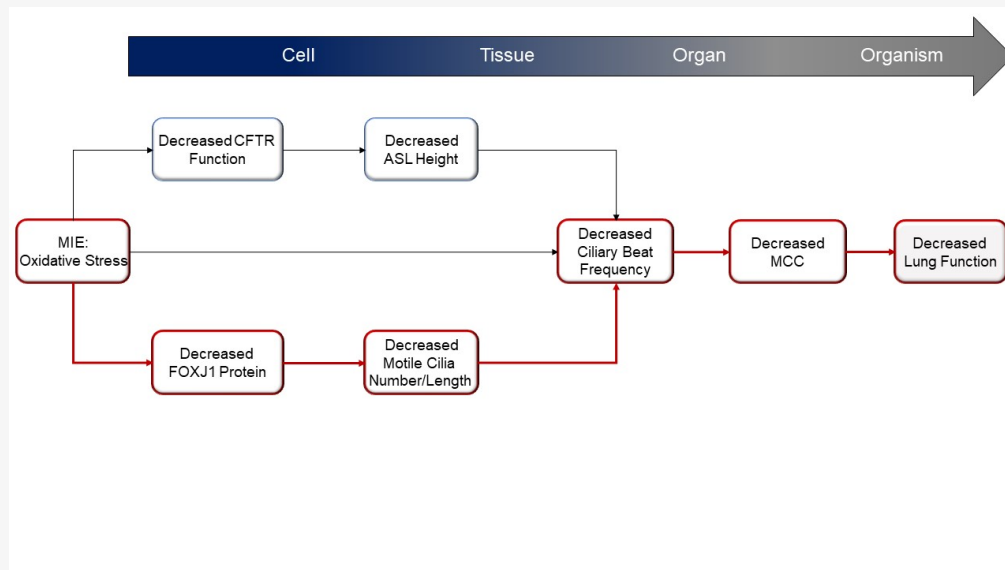 Cell
Tissue
Organ
Organism
Decreased CFTR
Function
Decreased
ASL Height
MIE:
Oxidative Stress
Decreased
Ciliary Beat
Frequency
Decreased
MCC
Decreased
Lung Function
Decreased
FOXJ1 Protein
Decreased
Motile Cilia
Number/Length